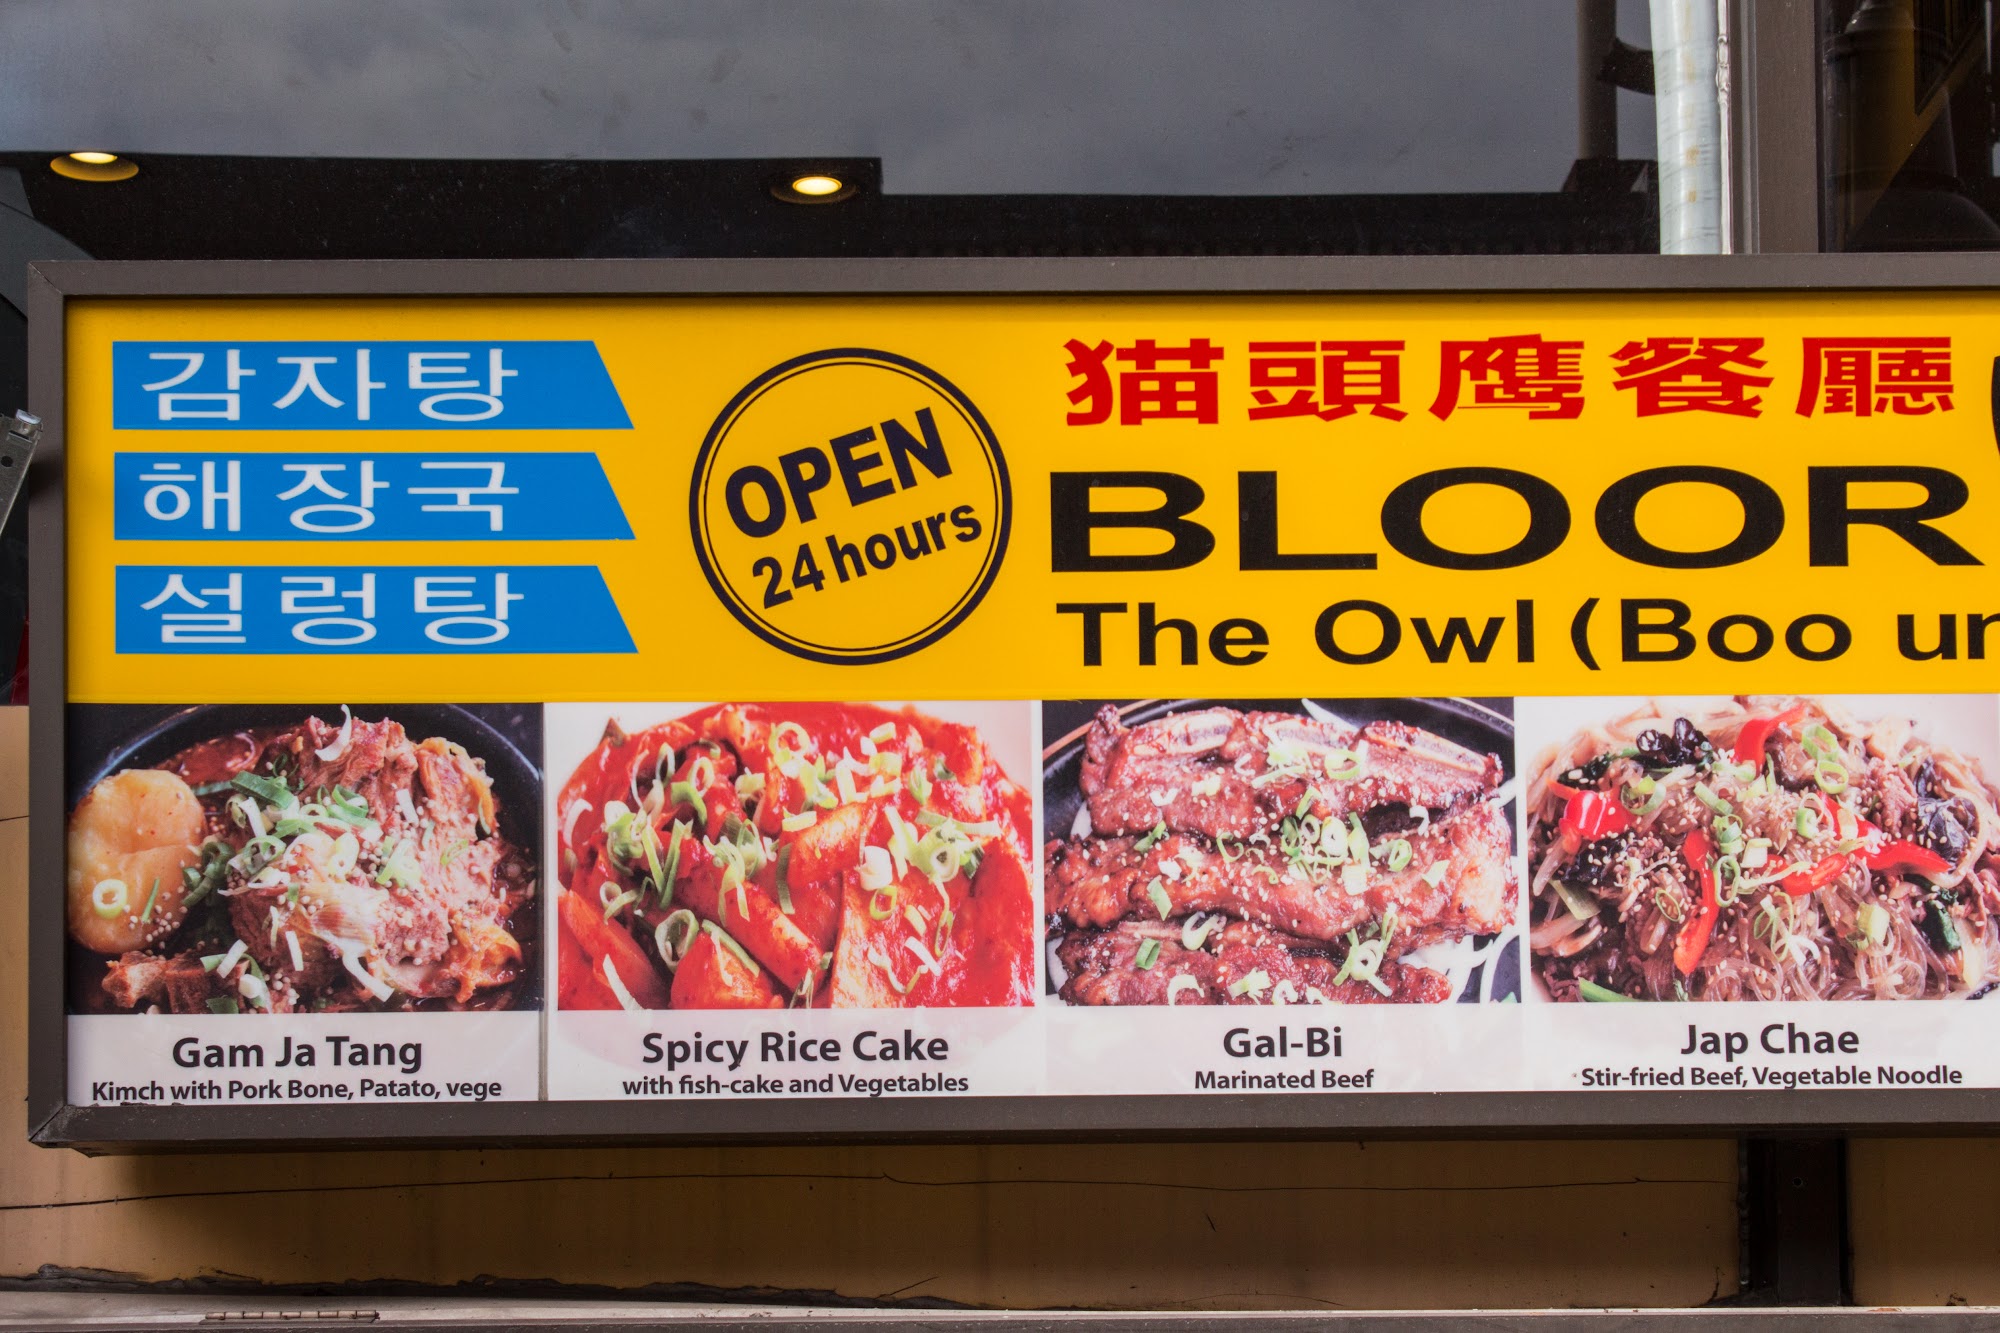 감자탕
해장국
설렁탕
OPEN
24 hours
猫頭鹰餐廳
BLOOR
The Owl (Boo
Gam Ja Tang
Kimch with Pork Bone, Patato, vege
Spicy Rice Cake
with fish-cake and Vegetables
Gal-Bi
Marinated Beef
Jap Chae
Stir-fried Beef, Vegetable Noodle